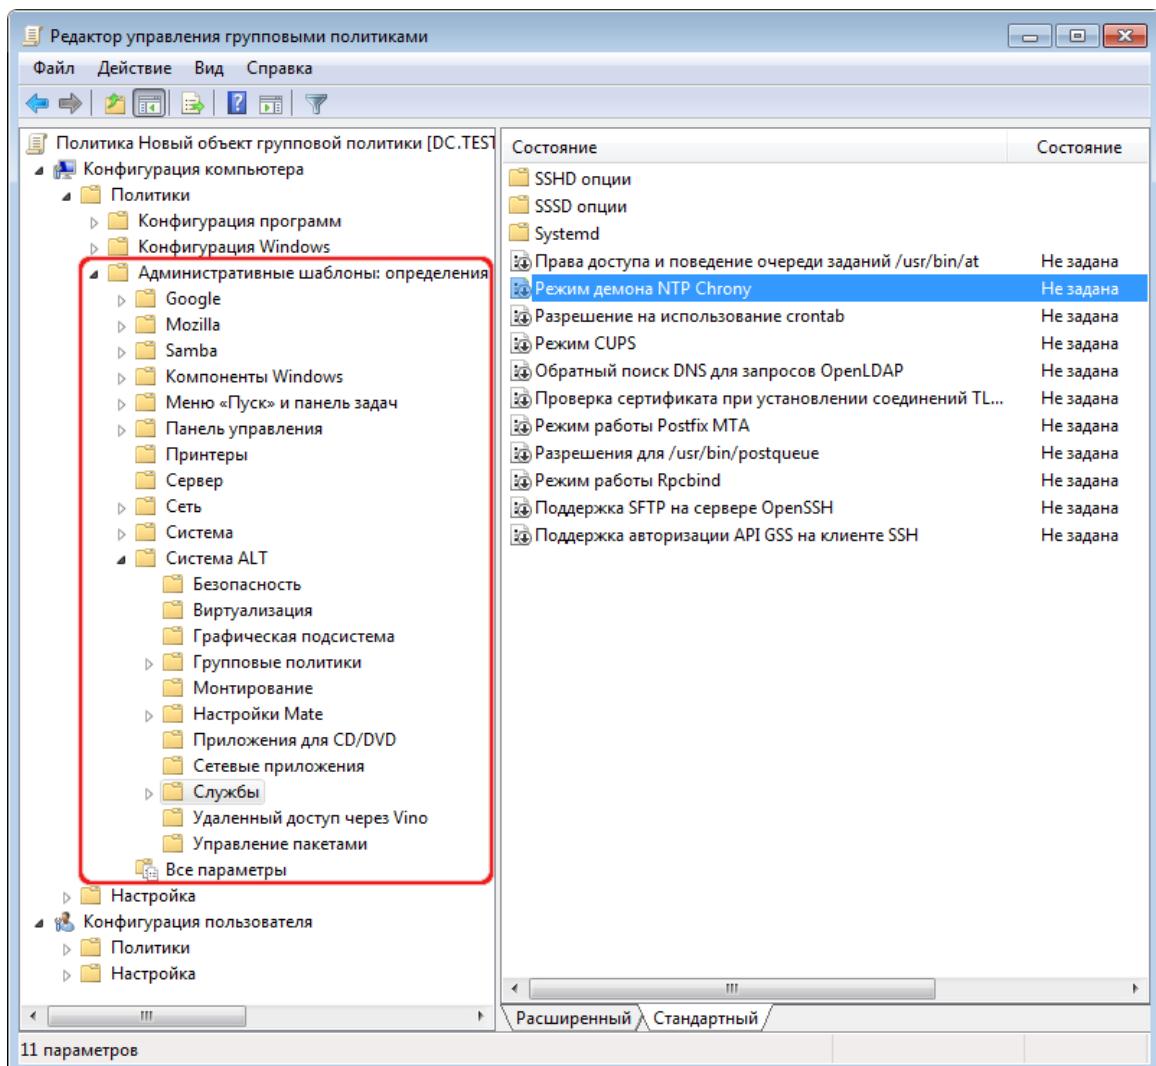 Редактор управления групповыми политиками
Файл Действие Вид Справка
Политика Новый объект групповой политики [DC.TEST
Конфигурация компьютера
Политики
Конфигурация программ
Конфигурация Windows
Административные шаблоны: определения
Google
Mozilla
Samba
Компоненты Windows
Меню «Пуск» и панель задач
Панель управления
Принтеры
Сервер
Сеть
Система
Система ALT
Безопасность
Виртуализация
Графическая подсистема
Групповые политики
Монтирование
Настройки Mate
Приложения для CD/DVD
Сетевые приложения
Службы
Удаленный доступ через Vino
Управление пакетами
Все параметры
Настройка
Конфигурация пользователя
Политики
Настройка
Состояние Состояние
SSHD опции
SSSD опции
Systemd
Права доступа и поведение очереди заданий /usr/bin/at Не задана
Режим демона NTP Chrony Не задана
Разрешение на использование crontab Не задана
Режим CUPS Не задана
Обратный поиск DNS для запросов OpenLDAP Не задана
Проверка сертификата при установлении соединений TL... Не задана
Режим работы Postfix MTA Не задана
Разрешения для /usr/bin/postqueue Не задана
Режим работы Rpcbind Не задана
Поддержка SFTP на сервере OpenSSH Не задана
Поддержка авторизации API GSS на клиенте SSH Не задана
Расширенный Стандартный
11 параметров